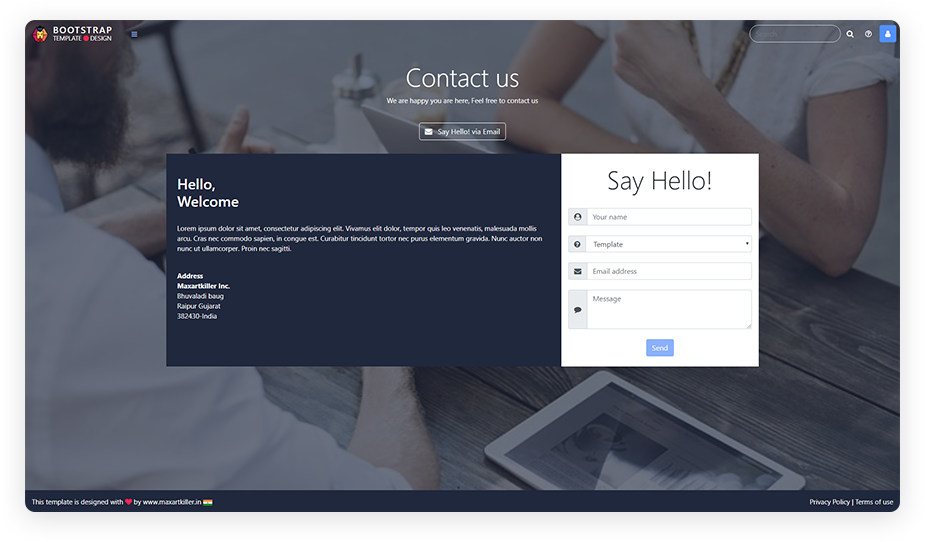 BOOTSTRAP
TEMPLATE DESIGN
Contact us
We are happy you are here, Feel free to contact us
Say Hello! via Email
Hello,
Welcome
Lorem ipsum dolor sit amet, consectetur adipiscing elit. Vivamus elit dolor, tempor quis leo venenatis, malesuada mollis
arcu. Cras nec commodo sapien, in congue est. Curabitur tincidunt tortor nec purus elementum gravida. Nunc auctor non
nunc ut ullamcorper. Proin nec sagitti.
Address
Maxartkiller Inc.
Bhuvaladi baug
Raipur Gujarat
382430-India
Say Hello!
Your name
Template
Email address
Message
Send
This template is designed with ❤ by www.maxartkiller.in
Privacy Policy | Terms of use